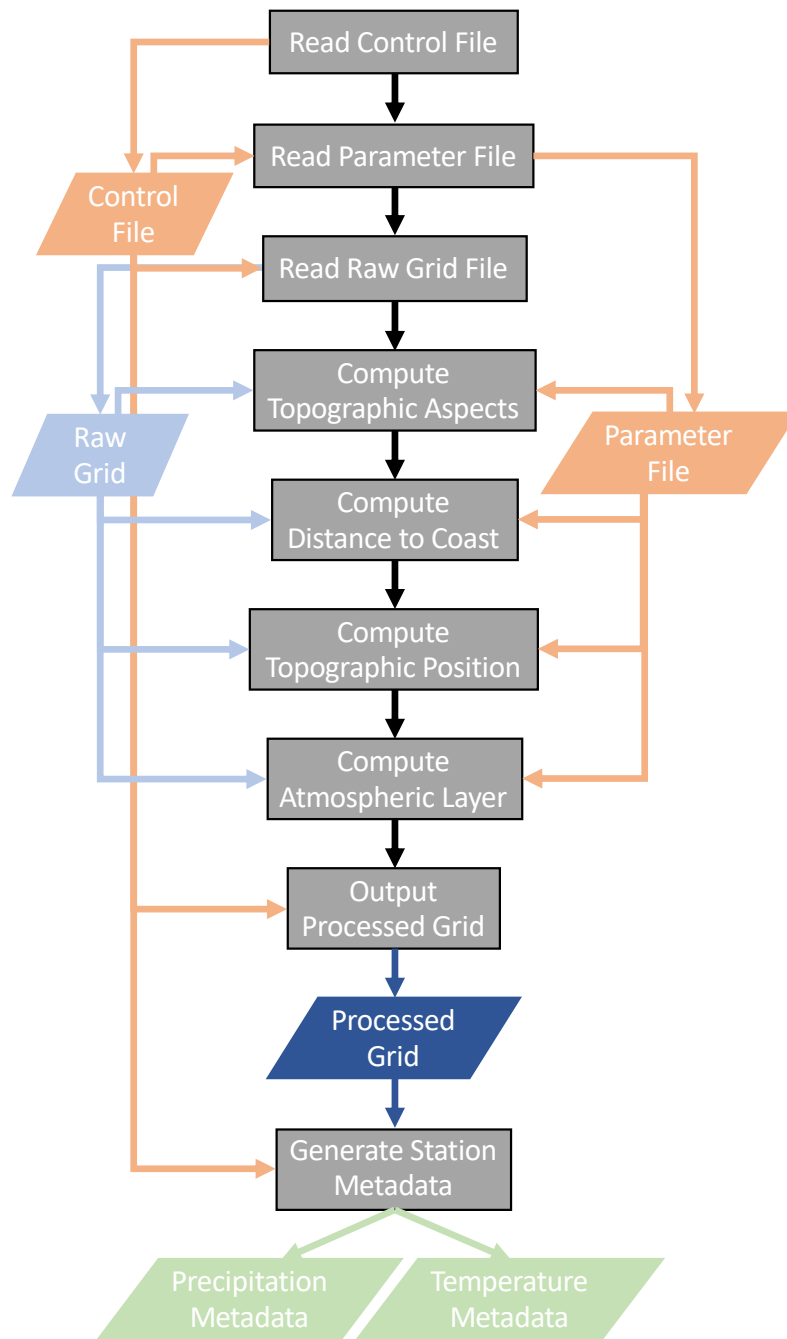 Read Control File
Read Parameter File
Control
File
Read Raw Grid File
Compute
Topographic Aspects
Raw
Grid
Parameter
File
Compute
Distance to Coast
Compute
Topographic Position
Compute
Atmospheric Layer
Output
Processed Grid
Processed
Grid
Generate Station
Metadata
Precipitation
Metadata
Temperature
Metadata